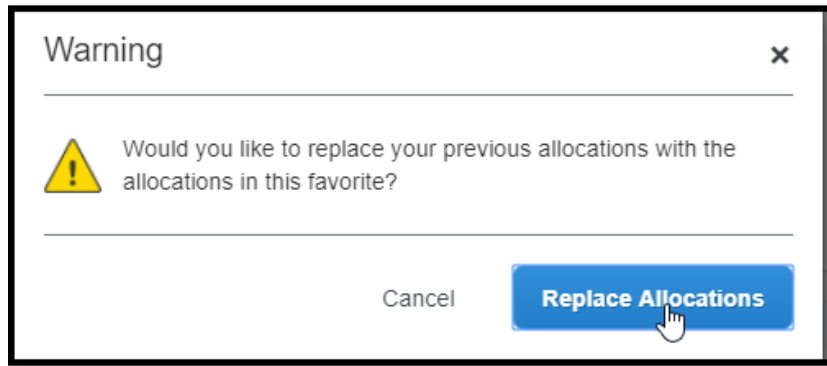 Warning
Would you like to replace your previous allocations with the
allocations in this favorite?
Cancel
Replace Allocations